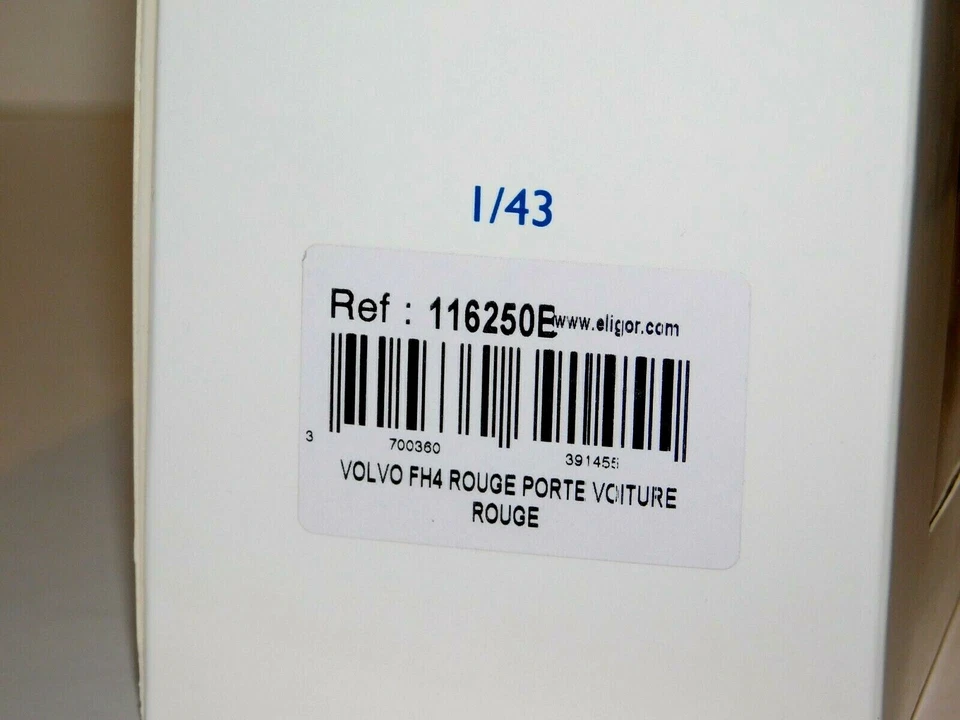 1/43
Ref : 116250E www.eligor.com
3 700360 391455
VOLVO FH4 ROUGE PORTE VOITURE
ROUGE